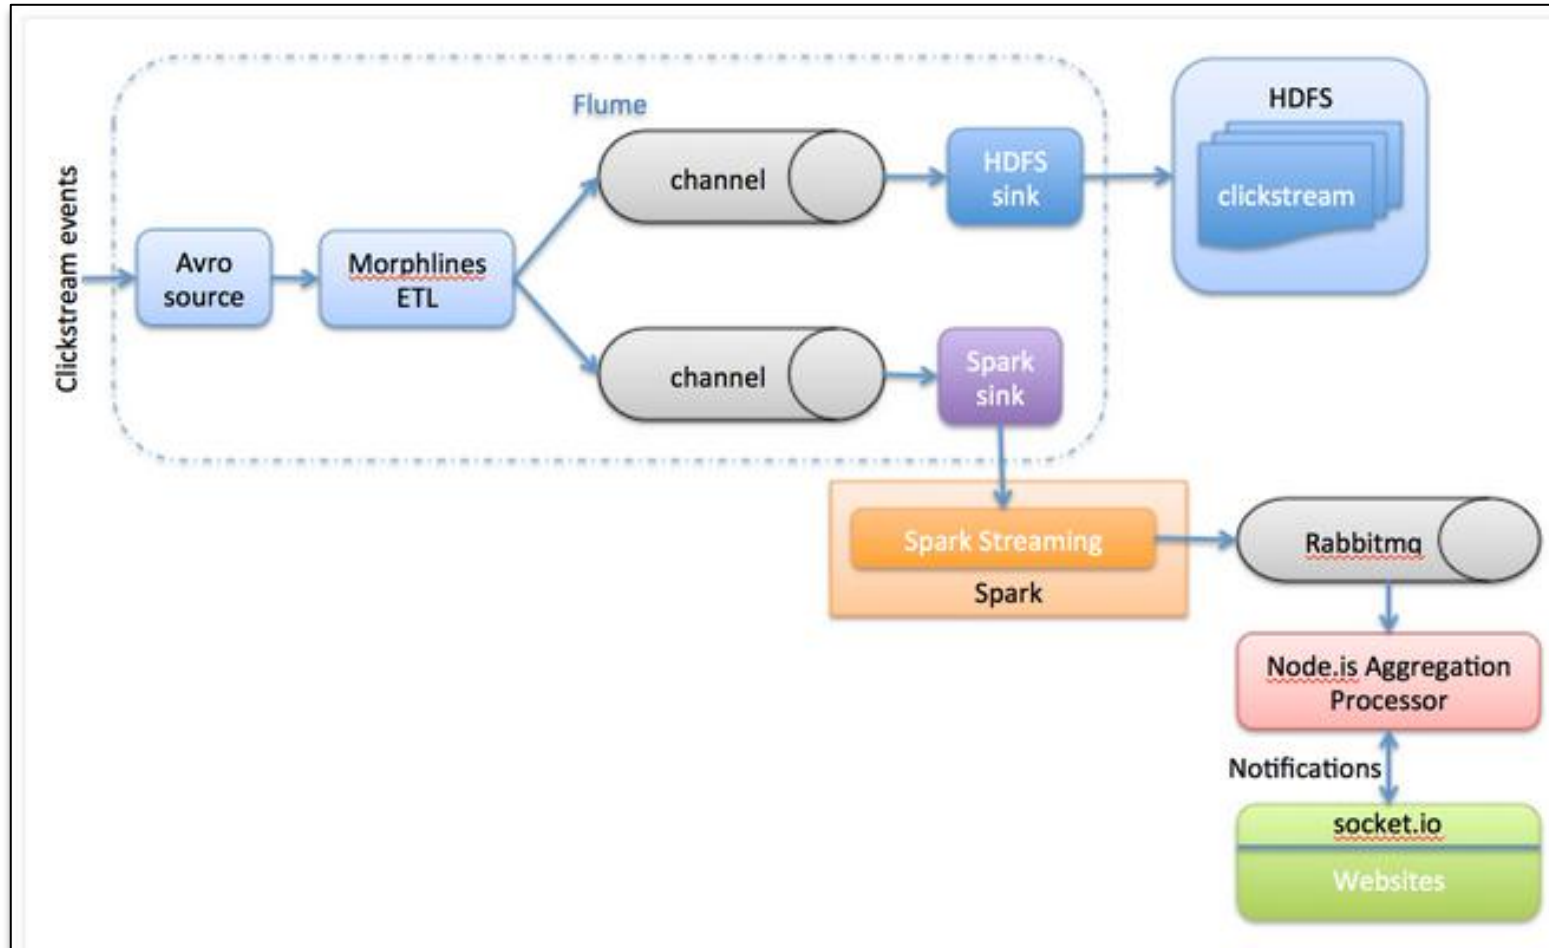 Flume
HDFS
channel
HDFS
sink
clickstream
Clickstream events
Avro
source
Morphlines
ETL
channel
Spark
sink
Spark Streaming
Spark
Rabbitmq
Node.js Aggregation
Processor
Notifications
socket.io
Websites